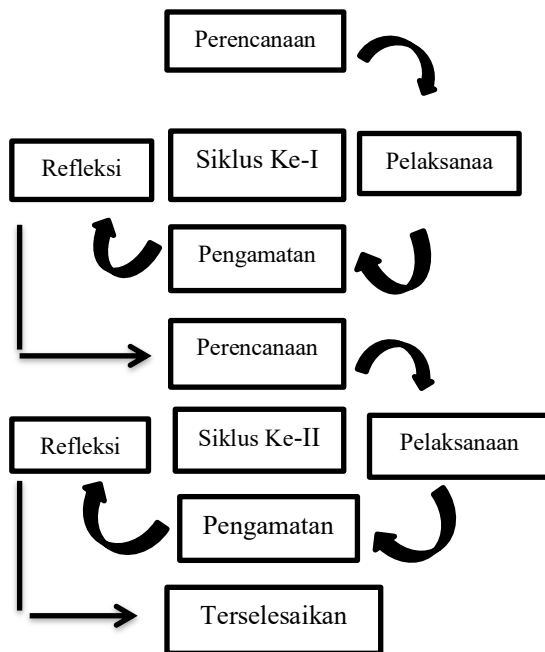 Perencanaan
Refleksi
Siklus Ke-I
Pelaksanaa
Pengamatan
Perencanaan
Refleksi
Siklus Ke-II
Pelaksanaan
Pengamatan
Terselesaikan